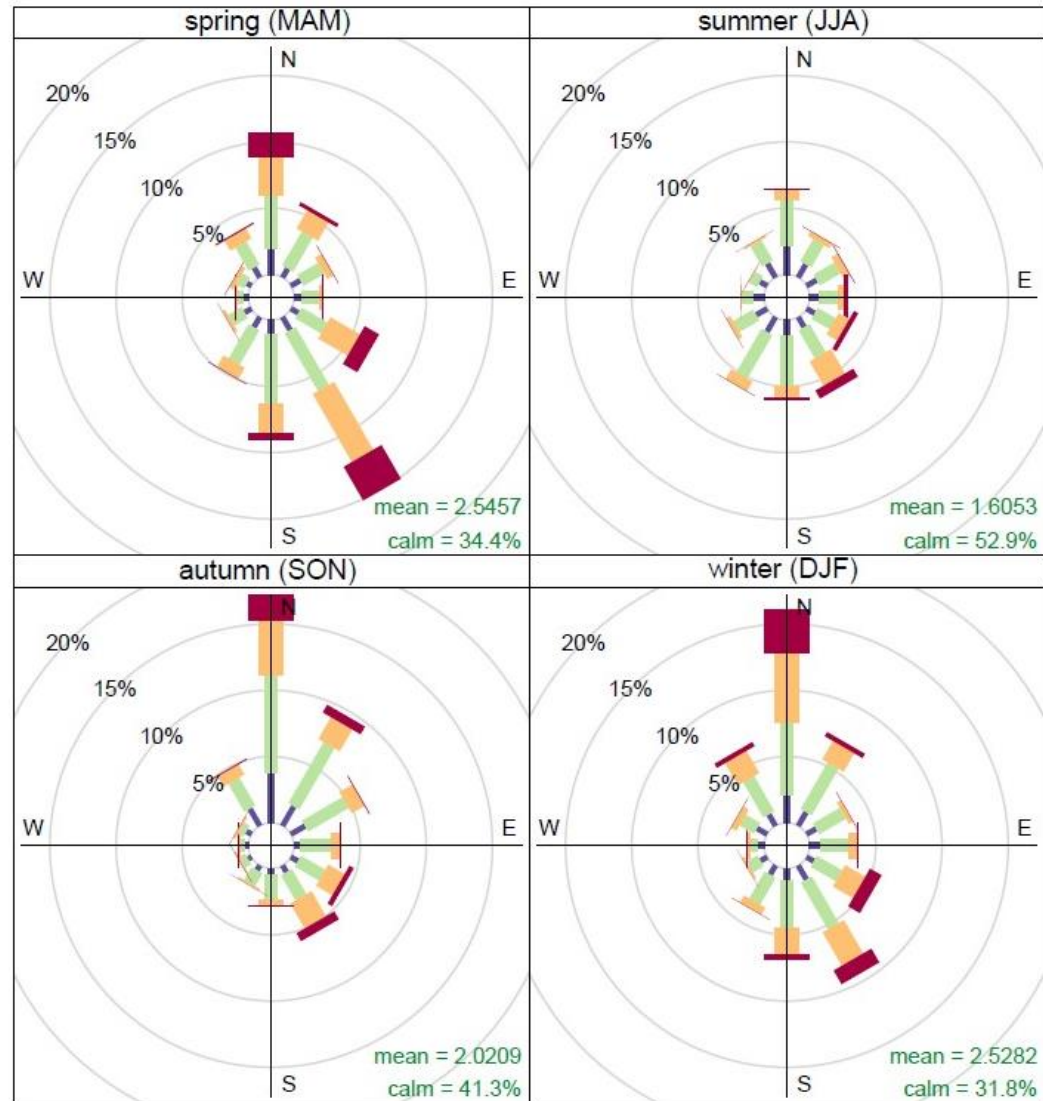 spring (MAM)
N
20%
15%
10%
5%
W
E
S
mean = 2.5457
calm = 34.4%
summer (JJA)
N
20%
15%
10%
5%
W
E
S
mean = 1.6053
calm = 52.9%
autumn (SON)
N
20%
15%
10%
5%
W
E
S
mean = 2.0209
calm = 41.3%
winter (DJF)
N
20%
15%
10%
5%
W
E
S
mean = 2.5282
calm = 31.8%